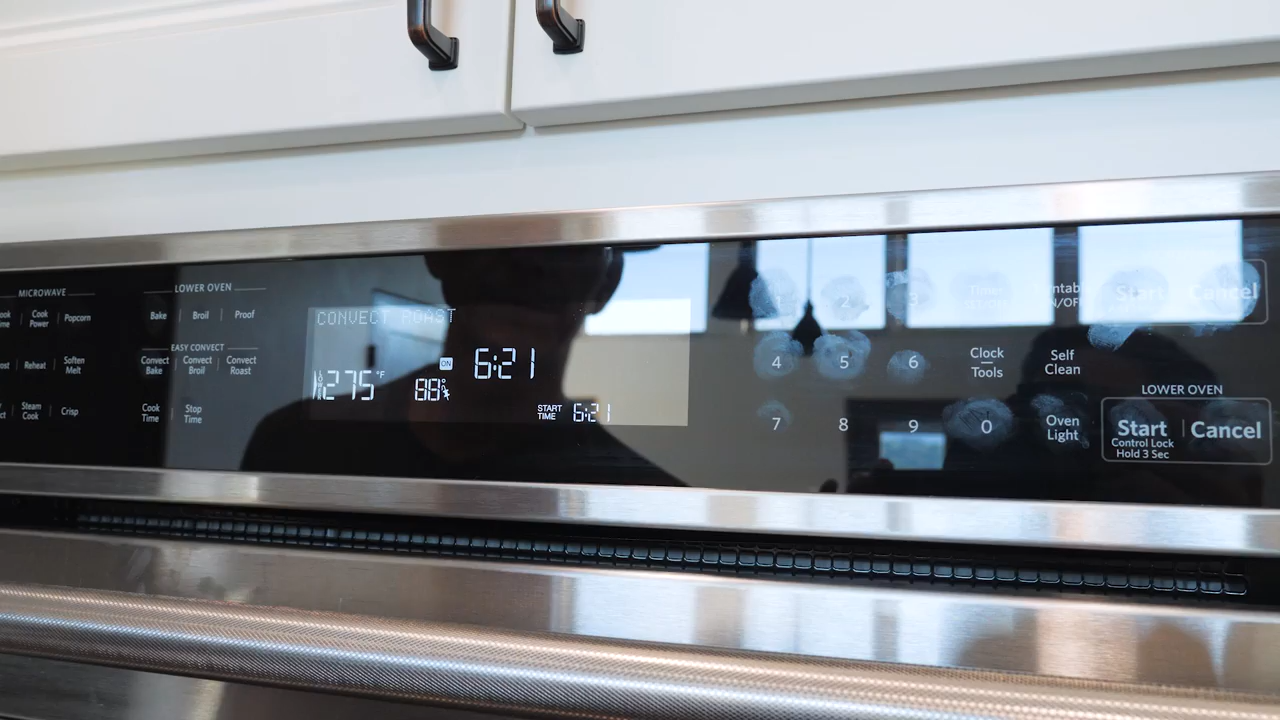 MICROWAVE
Cook Power
Popcorn
Reheat
Soften Melt
Steam Cook
Crisp
LOWER OVEN
Bake | Broil | Proof
EASY CONVECT
Convect Bake | Convect Broil | Convect Roast
Cook Time | Stop Time
CONVECT ROAST
ON
6:21
275°F
START TIME 6:21
1 2 3
Start Cancel
4 5 6
Clock
Tools
Self Clean
7 8 9 0
Oven Light
LOWER OVEN
Start | Cancel
Control Lock
Hold 3 Sec